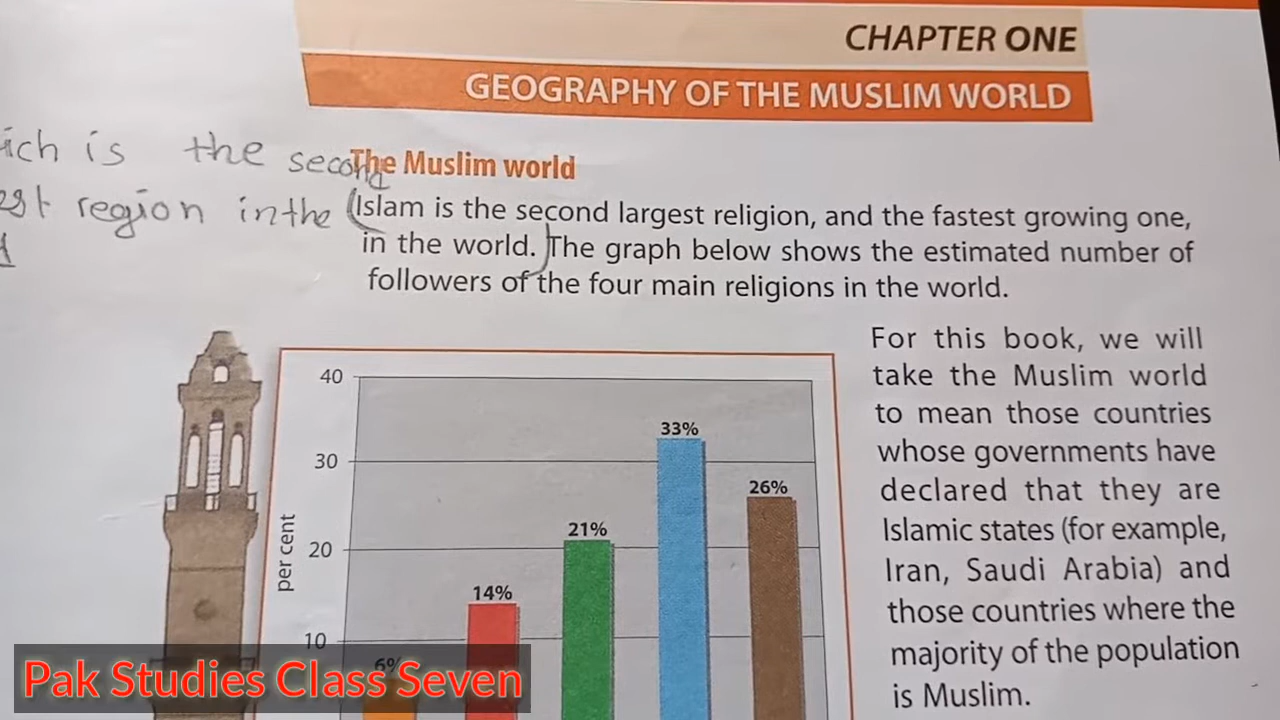 CHAPTER ONE
GEOGRAPHY OF THE MUSLIM WORLD
is the second
region in the
The Muslim world
Islam is the second largest religion, and the fastest growing one,
in the world. The graph below shows the estimated number of
followers of the four main religions in the world.
For this book, we will
take the Muslim world
to mean those countries
whose governments have
declared that they are
Islamic states (for example,
Iran, Saudi Arabia) and
those countries where the
majority of the population
is Muslim.
per cent
40
30
20
10
6%
14%
21%
33%
26%
Pak Studies Class Seven